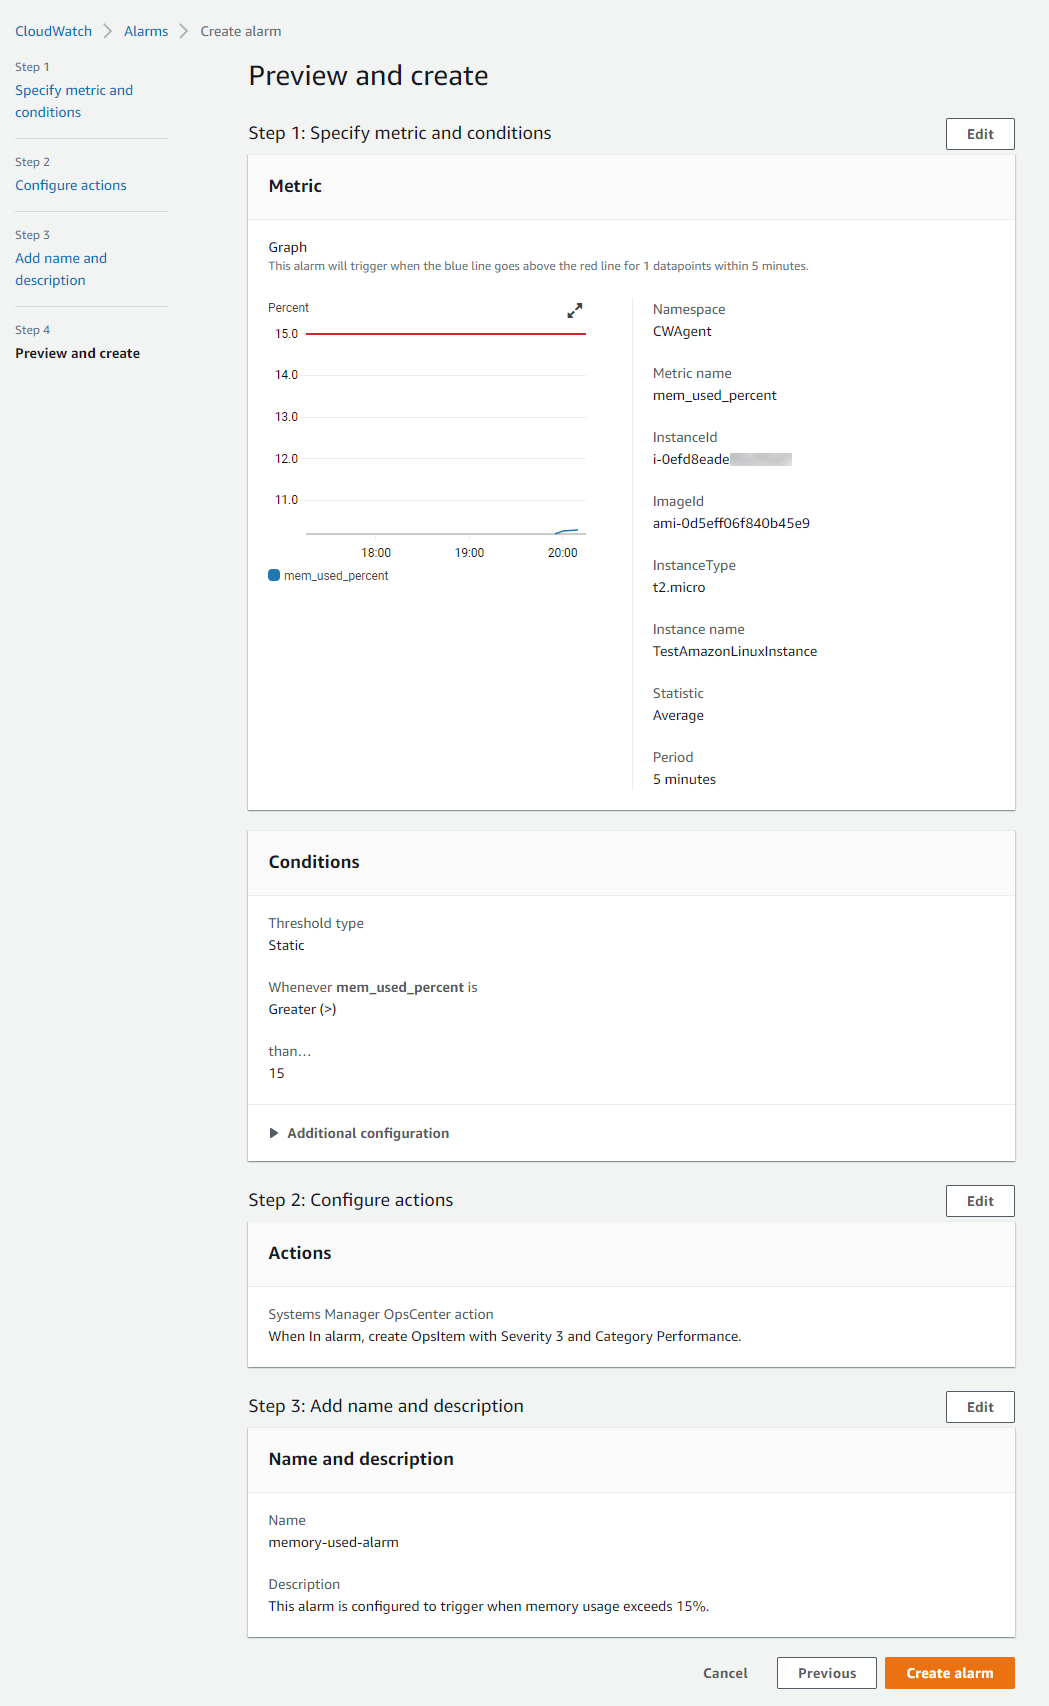 CloudWatch > Alarms > Create alarm
Step 1
Specify metric and
conditions
Step 2
Configure actions
Step 3
Add name and
description
Step 4
Preview and create
Preview and create
Step 1: Specify metric and conditions
Edit
Metric
Graph
This alarm will trigger when the blue line goes above the red line for 1 datapoints within 5 minutes.
Percent
15.0
14.0
13.0
12.0
11.0
18:00 19:00 20:00
mem_used_percent
Namespace
CWAgent
Metric name
mem_used_percent
InstanceId
i-0efd8eade
ImageId
ami-0d5eff06f840b45e9
InstanceType
t2.micro
Instance name
TestAmazonLinuxInstance
Statistic
Average
Period
5 minutes
Conditions
Threshold type
Static
Whenever mem_used_percent is
Greater (>)
than...
15
Additional configuration
Step 2: Configure actions
Edit
Actions
Systems Manager OpsCenter action
When In alarm, create OpsItem with Severity 3 and Category Performance.
Step 3: Add name and description
Edit
Name and description
Name
memory-used-alarm
Description
This alarm is configured to trigger when memory usage exceeds 15%.
Cancel
Previous
Create alarm